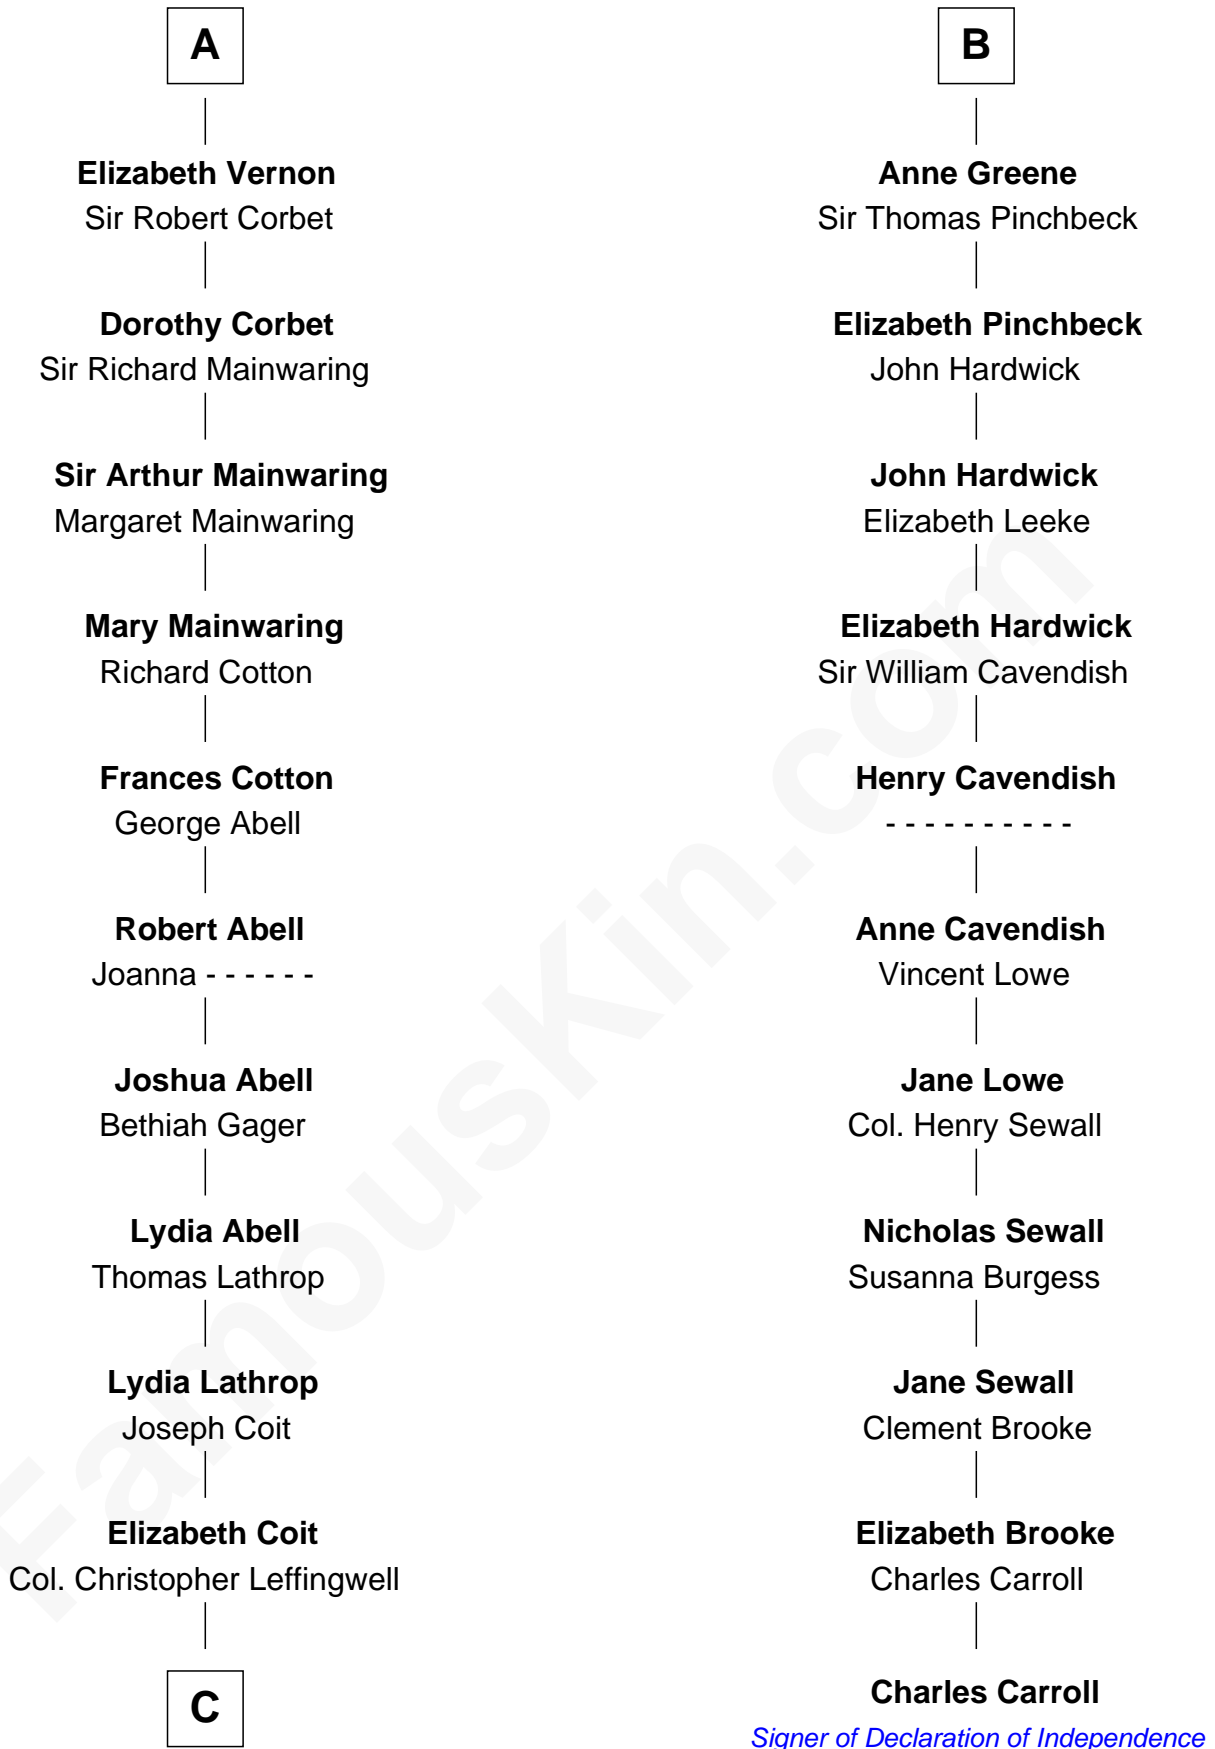 A
Elizabeth Vernon
Sir Robert Corbet
Dorothy Corbet
Sir Richard Mainwaring
Sir Arthur Mainwaring
Margaret Mainwaring
Mary Mainwaring
Richard Cotton
Frances Cotton
George Abell
Robert Abell
Joanna - - - - - -
Joshua Abell
Bethiah Gager
Lydia Abell
Thomas Lathrop
Lydia Lathrop
Joseph Coit
Elizabeth Coit
Col. Christopher Leffingwell
C
B
Anne Greene
Sir Thomas Pinchbeck
Elizabeth Pinchbeck
John Hardwick
John Hardwick
Elizabeth Leeke
Elizabeth Hardwick
Sir William Cavendish
Henry Cavendish
- - - - - - - - - -
Anne Cavendish
Vincent Lowe
Jane Lowe
Col. Henry Sewall
Nicholas Sewall
Susanna Burgess
Jane Sewall
Clement Brooke
Elizabeth Brooke
Charles Carroll
Charles Carroll
Signer of Declaration of Independence
FamousKin.com